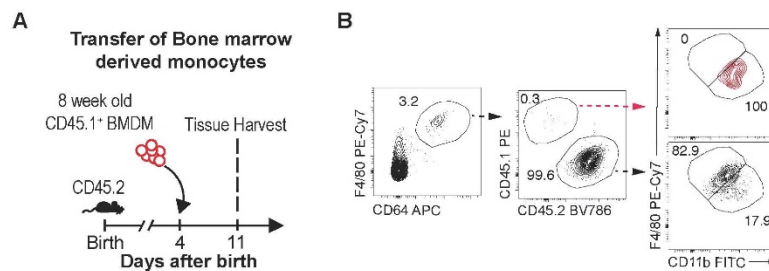 A
Transfer of Bone marrow
derived monocytes
8 week old
CD45.1+ BMDM
Tissue Harvest
CD45.2
Birth
4
11
Days after birth
B
3.2
F4/80 PE-Cy7
CD64 APC
0.3
99.6
CD45.1 PE
CD45.2 BV786
0
100
82.9
17.9
F4/80 PE-Cy7
CD11b FITC